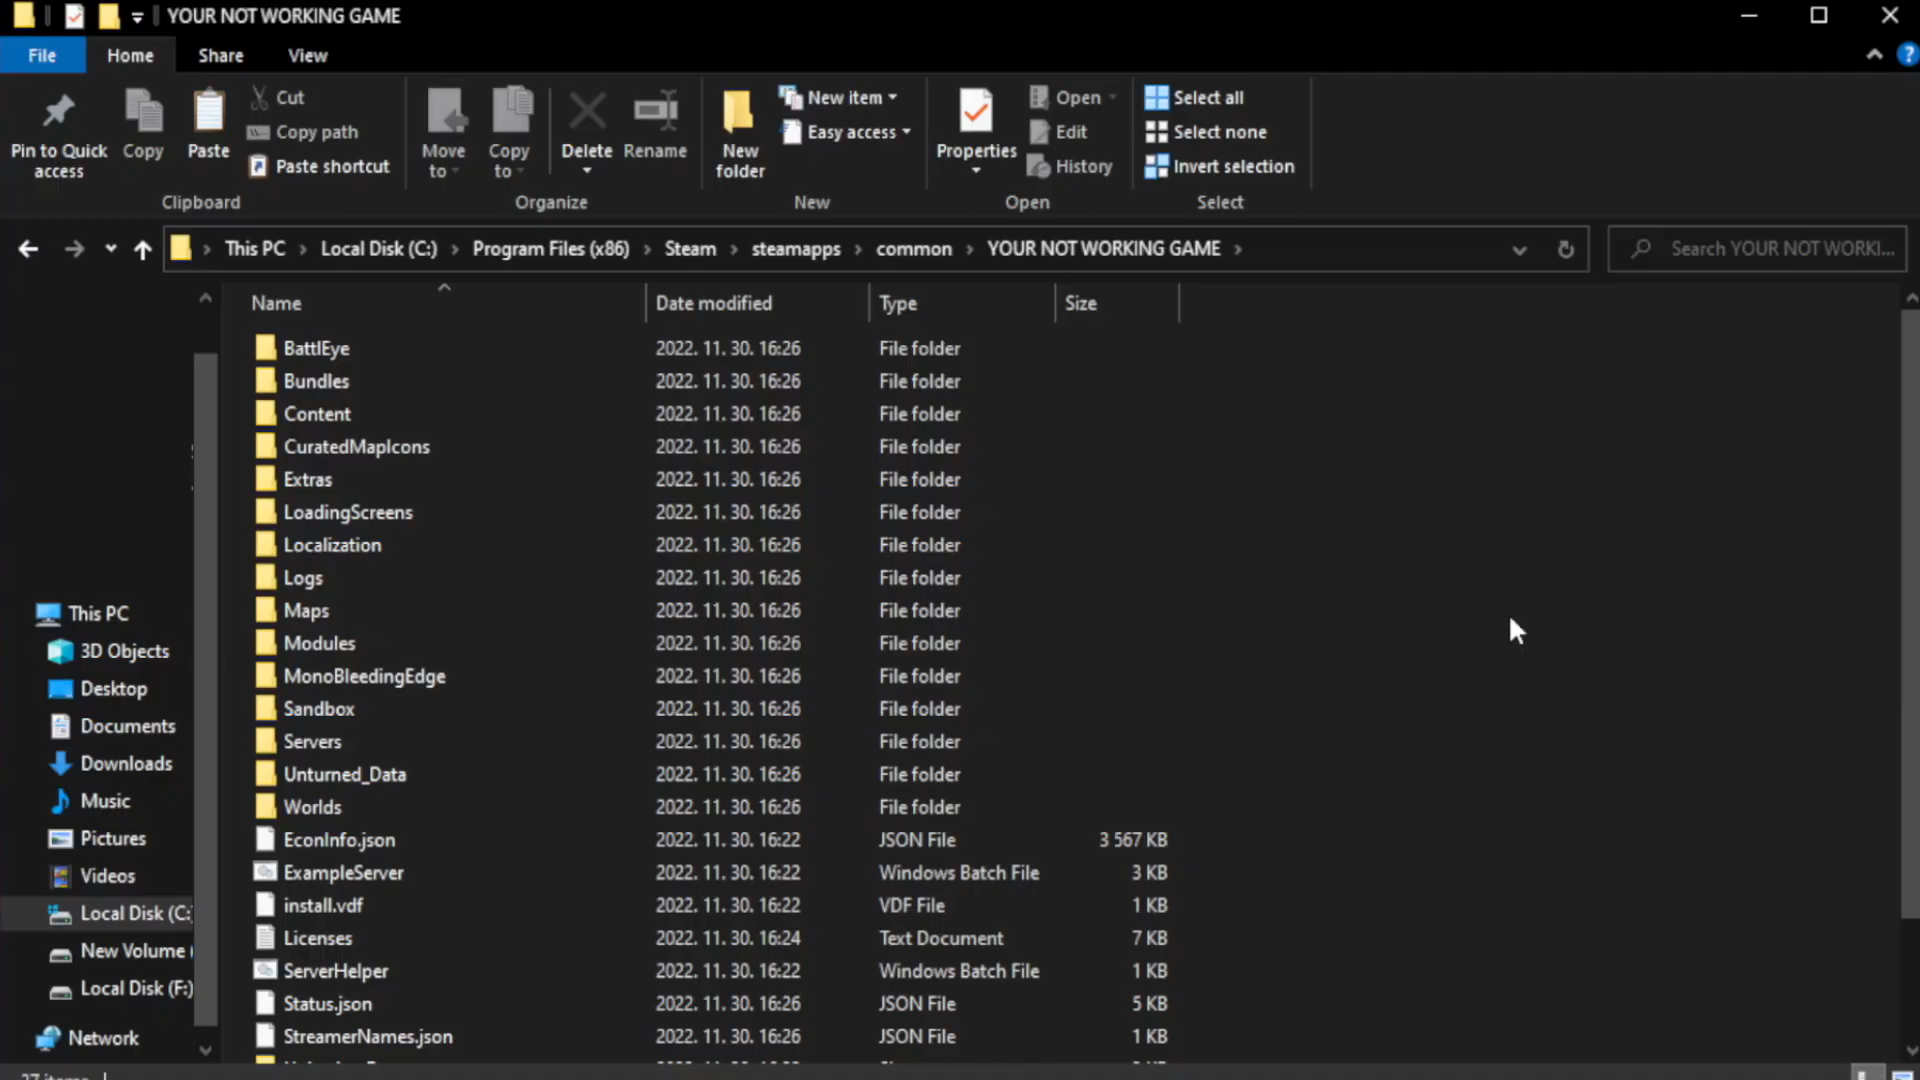 YOUR NOT WORKING GAME
File Home Share View
Pin to Quick access
Copy
Paste
Cut
Copy path
Paste shortcut
Clipboard
Move to
Copy to
Delete
Rename
Organize
New folder
New item
Easy access
New
Properties
Open
Edit
History
Open
Select all
Select none
Invert selection
Select
This PC Local Disk (C:) Program Files (x86) Steam steamapps common YOUR NOT WORKING GAME
Search YOUR NOT WORKI...
Name Date modified Type Size
This PC
3D Objects
Desktop
Documents
Downloads
Music
Pictures
Videos
Local Disk (C:
New Volume (
Local Disk (F:)
Network
BattlEye 2022. 11. 30. 16:26 File folder
Bundles 2022. 11. 30. 16:26 File folder
Content 2022. 11. 30. 16:26 File folder
CuratedMapIcons 2022. 11. 30. 16:26 File folder
Extras 2022. 11. 30. 16:26 File folder
LoadingScreens 2022. 11. 30. 16:26 File folder
Localization 2022. 11. 30. 16:26 File folder
Logs 2022. 11. 30. 16:26 File folder
Maps 2022. 11. 30. 16:26 File folder
Modules 2022. 11. 30. 16:26 File folder
MonoBleedingEdge 2022. 11. 30. 16:26 File folder
Sandbox 2022. 11. 30. 16:26 File folder
Servers 2022. 11. 30. 16:26 File folder
Unturned_Data 2022. 11. 30. 16:26 File folder
Worlds 2022. 11. 30. 16:26 File folder
EconInfo.json 2022. 11. 30. 16:22 JSON File 3 567 KB
ExampleServer 2022. 11. 30. 16:22 Windows Batch File 3 KB
install.vdf 2022. 11. 30. 16:22 VDF File 1 KB
Licenses 2022. 11. 30. 16:24 Text Document 7 KB
ServerHelper 2022. 11. 30. 16:22 Windows Batch File 1 KB
Status.json 2022. 11. 30. 16:26 JSON File 5 KB
StreamerNames.json 2022. 11. 30. 16:26 JSON File 1 KB